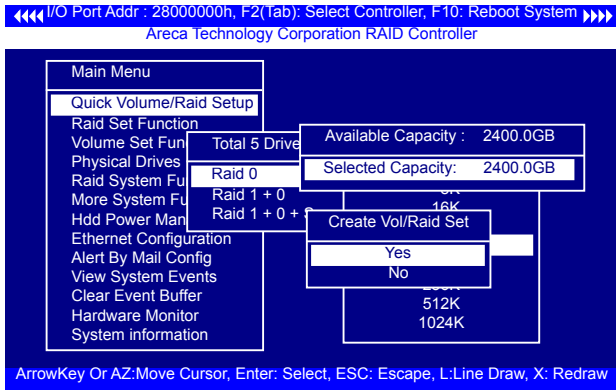 I/O Port Addr : 28000000h, F2(Tab): Select Controller, F10: Reboot System
Areca Technology Corporation RAID Controller
Main Menu
Quick Volume/Raid Setup
Raid Set Function
Volume Set Fun
Physical Drives
Raid System Fu
More System Fu
Hdd Power Man
Ethernet Configuration
Alert By Mail Config
View System Events
Clear Event Buffer
Hardware Monitor
System information
Total 5 Drive
Raid 0
Raid 1 + 0
Raid 1 + 0 +
Available Capacity : 2400.0GB
Selected Capacity: 2400.0GB
16K
Create Vol/Raid Set
Yes
No
512K
1024K
ArrowKey Or AZ:Move Cursor, Enter: Select, ESC: Escape, L:Line Draw, X: Redraw